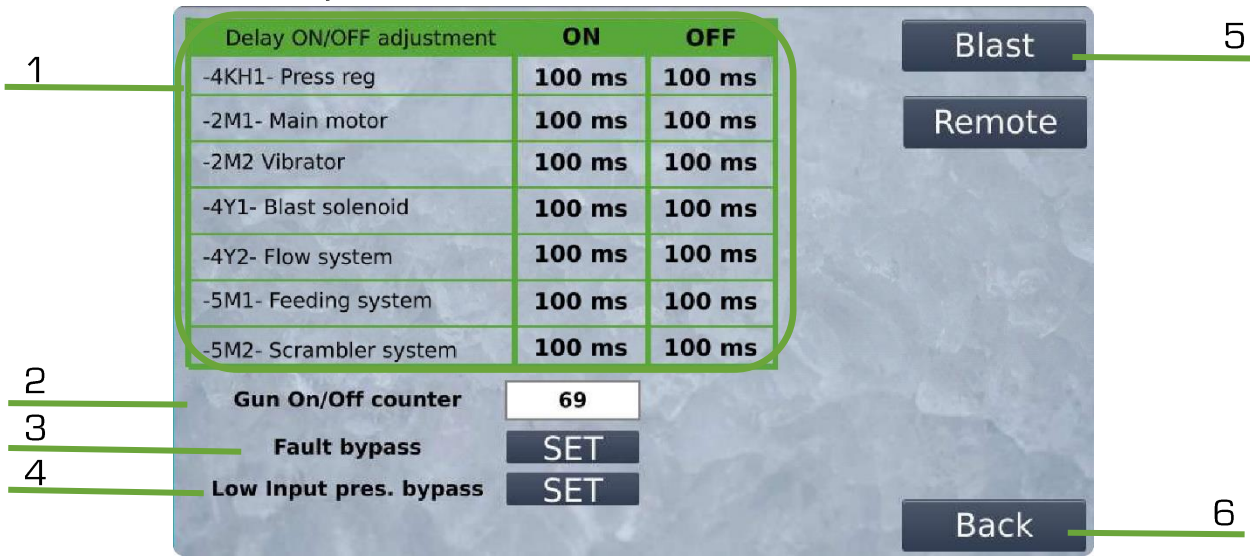 Delay ON/OFF adjustment ON OFF
-4KH1- Press reg 100 ms 100 ms
-2M1- Main motor 100 ms 100 ms
-2M2 Vibrator 100 ms 100 ms
-4Y1- Blast solenoid 100 ms 100 ms
-4Y2- Flow system 100 ms 100 ms
-5M1- Feeding system 100 ms 100 ms
-5M2- Scrambler system 100 ms 100 ms
1
2
Gun On/Off counter 69
3
Fault bypass SET
4
Low Input pres. bypass SET
Blast
5
Remote
Back
6